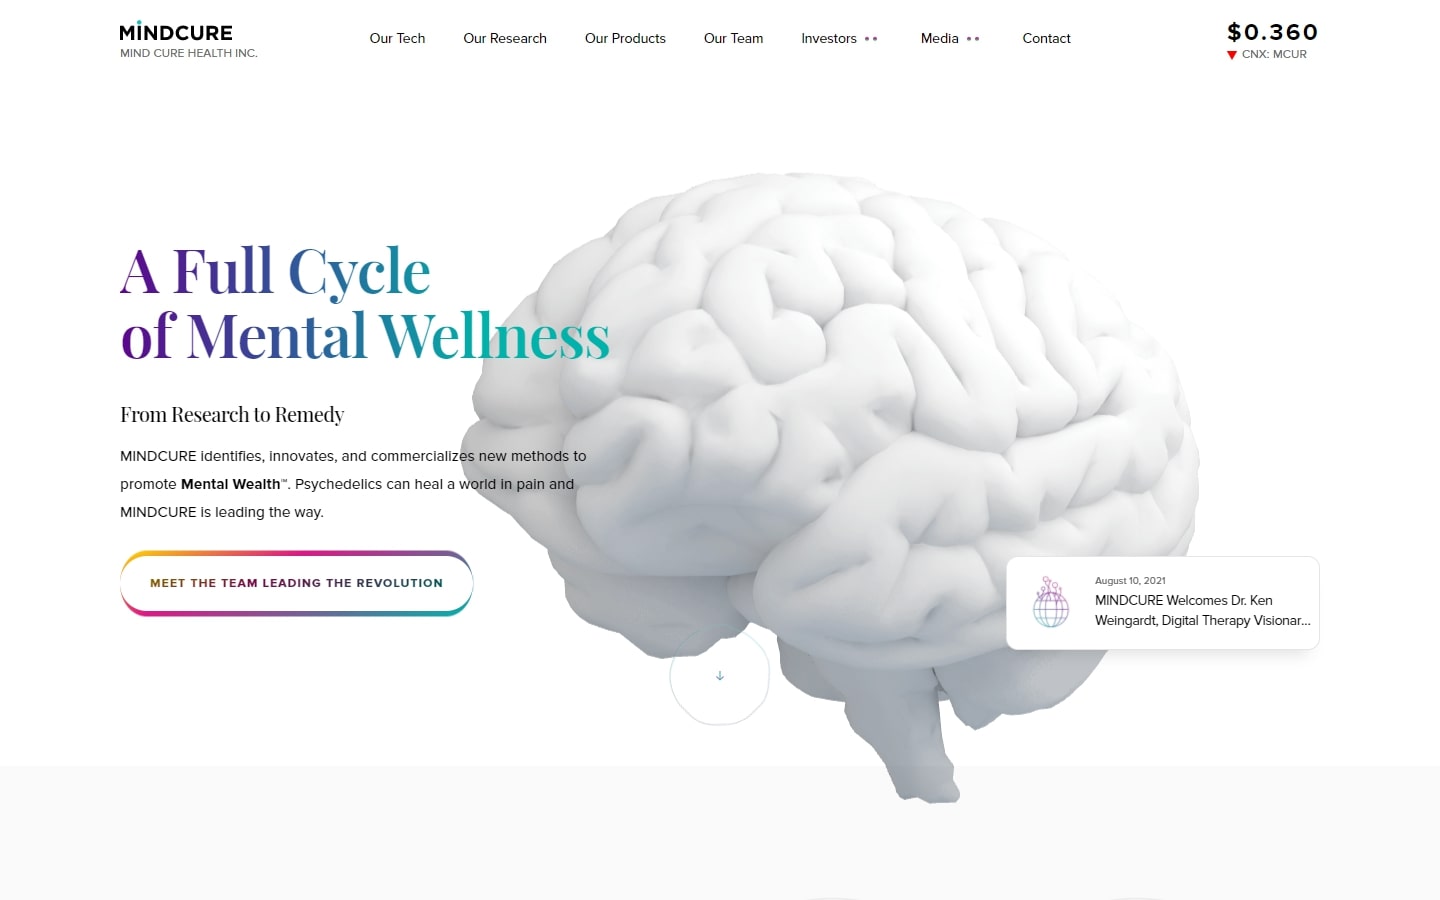 MINDCURE
MIND CURE HEALTH INC.
Our Tech
Our Research
Our Products
Our Team
Investors
Media
Contact
$0.360
CNX: MCUR
A Full Cycle
of Mental Wellness
From Research to Remedy
MINDCURE identifies, innovates, and commercializes new methods to
promote Mental Wealth™. Psychedelics can heal a world in pain and
MINDCURE is leading the way.
MEET THE TEAM LEADING THE REVOLUTION
August 10, 2021
MINDCURE Welcomes Dr. Ken
Weingardt, Digital Therapy Visionar...